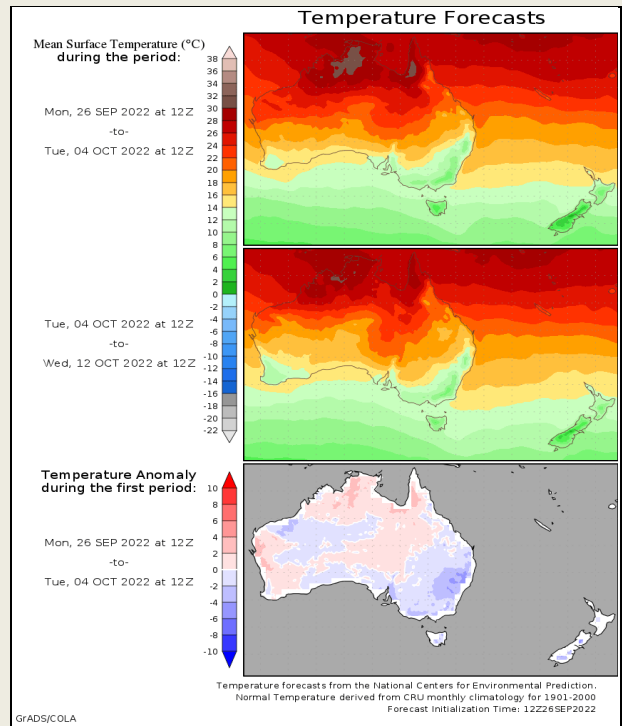 Temperature Forecasts
Mean Surface Temperature (°C)
during the period:
Mon, 26 SEP 2022 at 12Z
-to-
Tue, 04 OCT 2022 at 12Z
38
36
34
32
30
28
26
24
22
20
18
16
14
12
10
8
6
4
2
0
-2
-4
-6
-8
-10
-12
-14
-16
-18
-20
-22
Tue, 04 OCT 2022 at 12Z
-to-
Wed, 12 OCT 2022 at 12Z
Temperature Anomaly
during the first period:
Mon, 26 SEP 2022 at 12Z
-to-
Tue, 04 OCT 2022 at 12Z
10
8
6
4
2
0
-2
-4
-6
-8
-10
Temperature forecasts from the National Centers for Environmental Prediction.
Normal Temperature derived from CRU monthly climatology for 1901-2000
Forecast Initialization Time: 12Z26SEP2022
GrADS/COLA